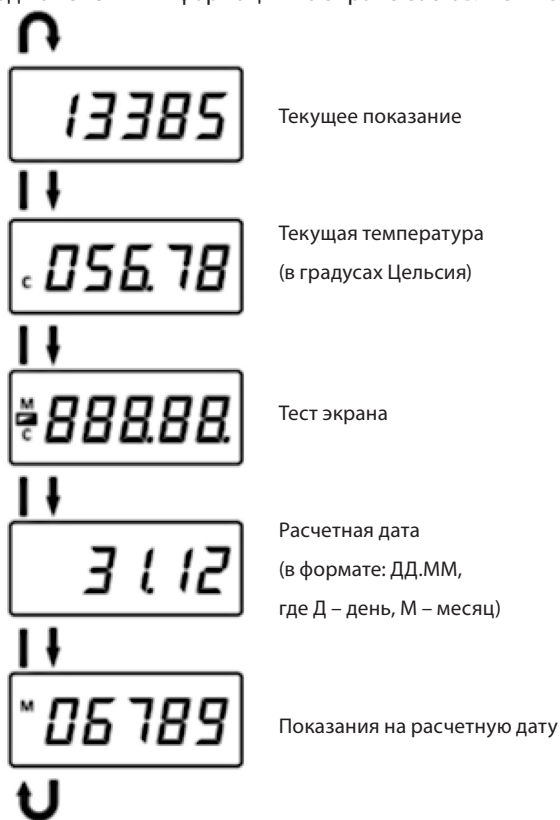 13385
Текущее показание
C 056.78
Текущая температура
(в градусах Цельсия)
M
C 888.88.
Тест экрана
31.12
Расчетная дата
(в формате: ДД.ММ,
где Д – день, М – месяц)
M 06789
Показания на расчетную дату